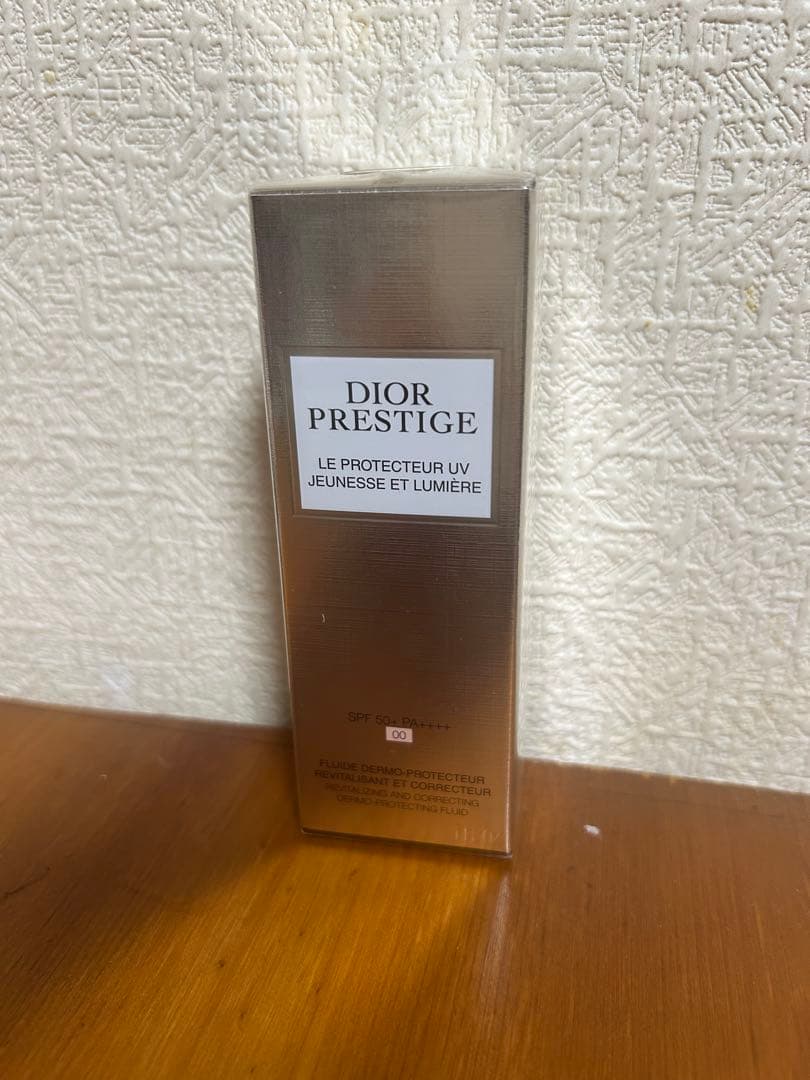 DIOR
PRESTIGE
LE PROTECTEUR UV
JEUNESSE ET LUMIÈRE
SPF 50+ PA++++
00
FLUIDE DERMO-PROTECTEUR
REVITALISANT ET CORRECTEUR
REVITALIZING AND CORRECTING
DERMO-PROTECTING FLUID